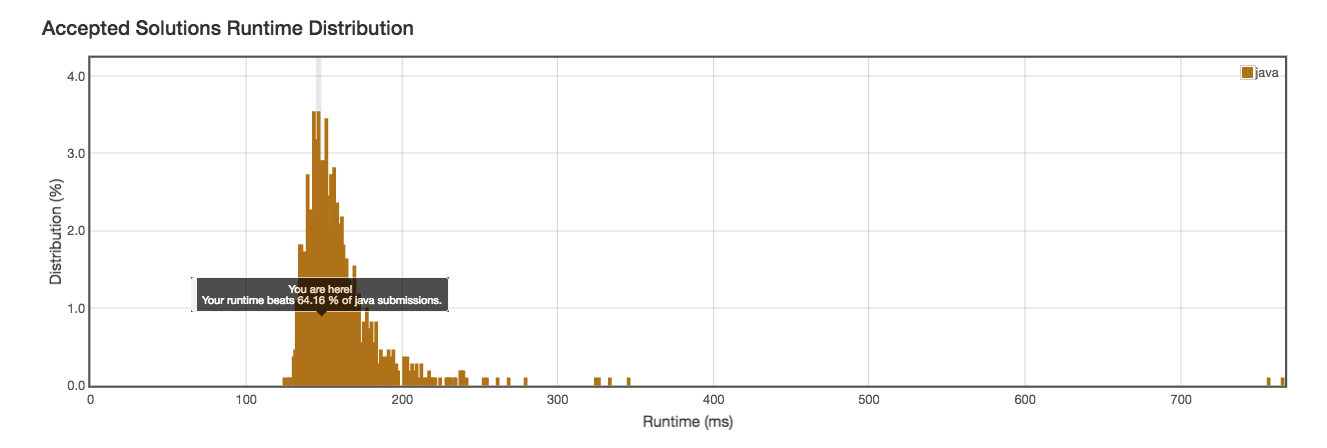 Accepted Solutions Runtime Distribution
java
4.0
3.0
2.0
1.0
0.0
Distribution (%)
You are here!
Your runtime beats 64.16 % of java submissions.
0
100
200
300
400
500
600
700
Runtime (ms)